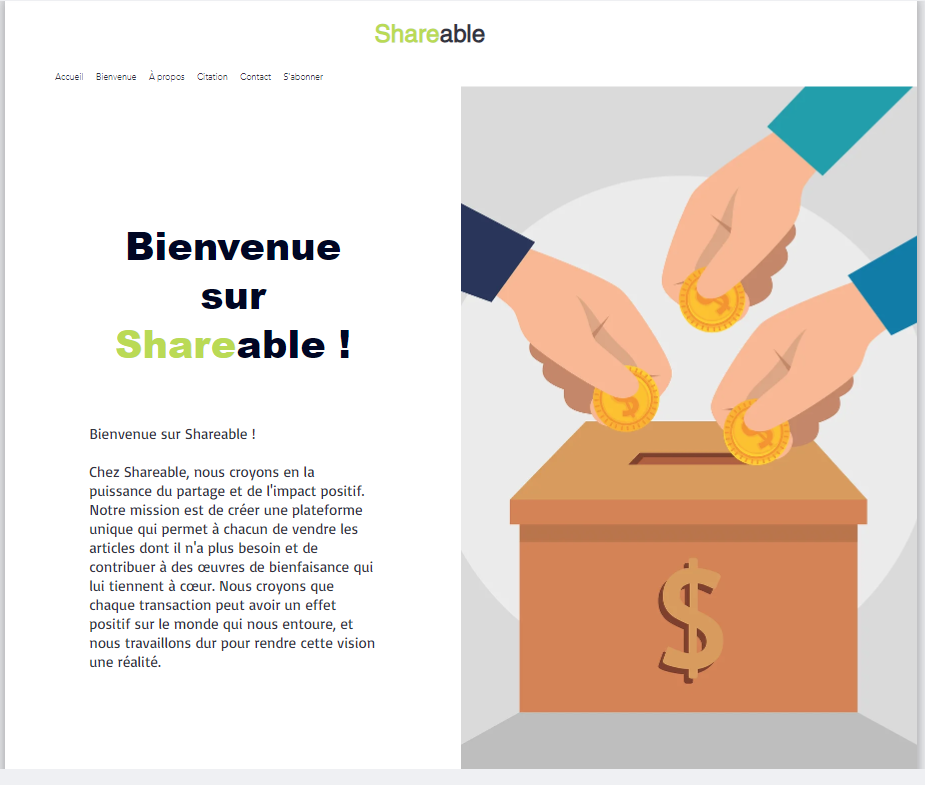 Shareable
Accueil Bienvenue À propos Citation Contact S'abonner
Bienvenue
sur
Shareable !
Bienvenue sur Shareable !
Chez Shareable, nous croyons en la
puissance du partage et de l'impact positif.
Notre mission est de créer une plateforme
unique qui permet à chacun de vendre les
articles dont il n'a plus besoin et de
contribuer à des œuvres de bienfaisance qui
lui tiennent à cœur. Nous croyons que
chaque transaction peut avoir un effet
positif sur le monde qui nous entoure, et
nous travaillons dur pour rendre cette vision
une réalité.
$
$
$
$